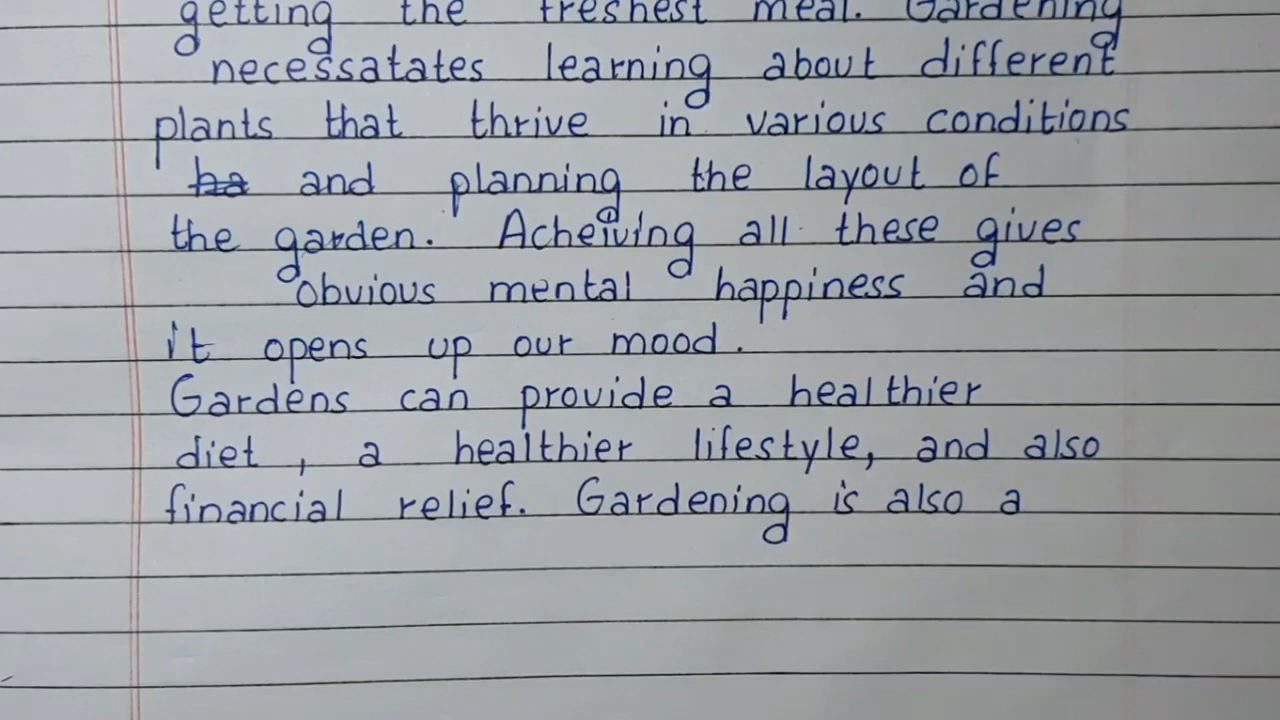 getting the freshest meal. Gardening
necessatates learning about different
plants that thrive in various conditions
ha and planning the layout of
the garden. Acheiving all these gives
obvious mental happiness and
it opens up our mood.
Gardens can provide a healthier
diet, a healthier lifestyle, and also
financial relief. Gardening is also a